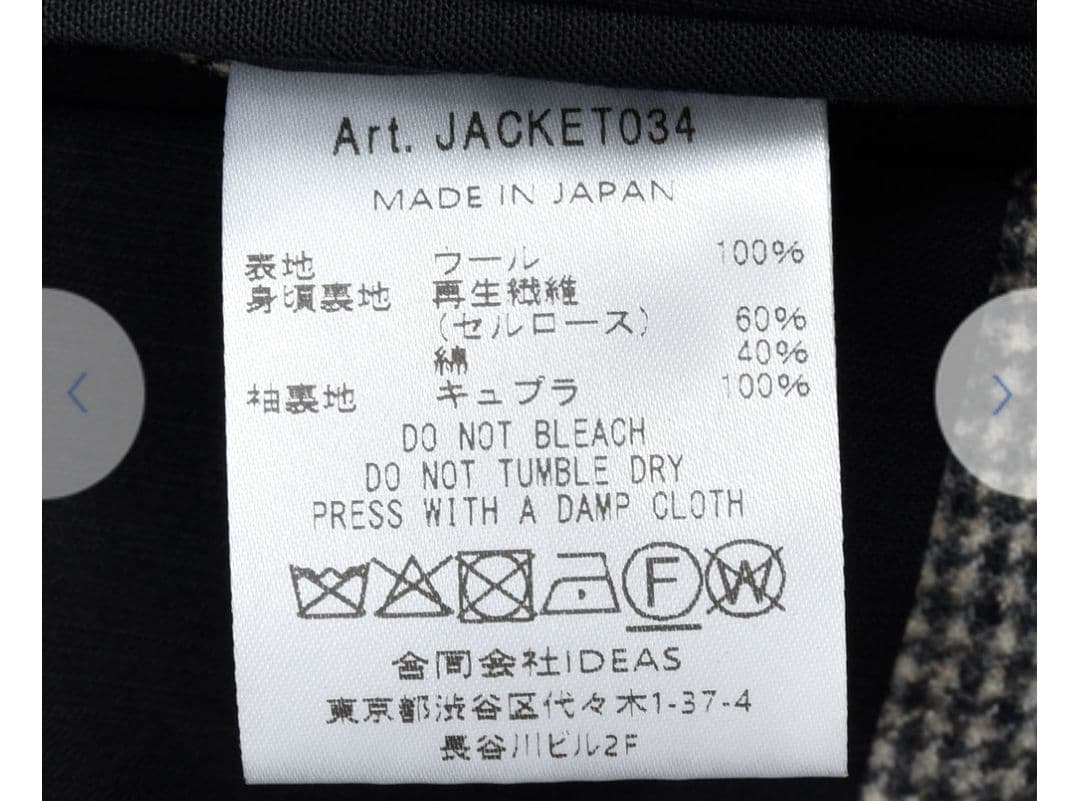 Art. JACKET034
MADE IN JAPAN
表地 ウール 100%
身頃裏地 再生繊維
(セルロース) 60%
綿 40%
袖裏地 キュプラ 100%
DO NOT BLEACH
DO NOT TUMBLE DRY
PRESS WITH A DAMP CLOTH
F W
合同会社IDEAS
東京都渋谷区代々木1-37-4
長谷川ビル2F